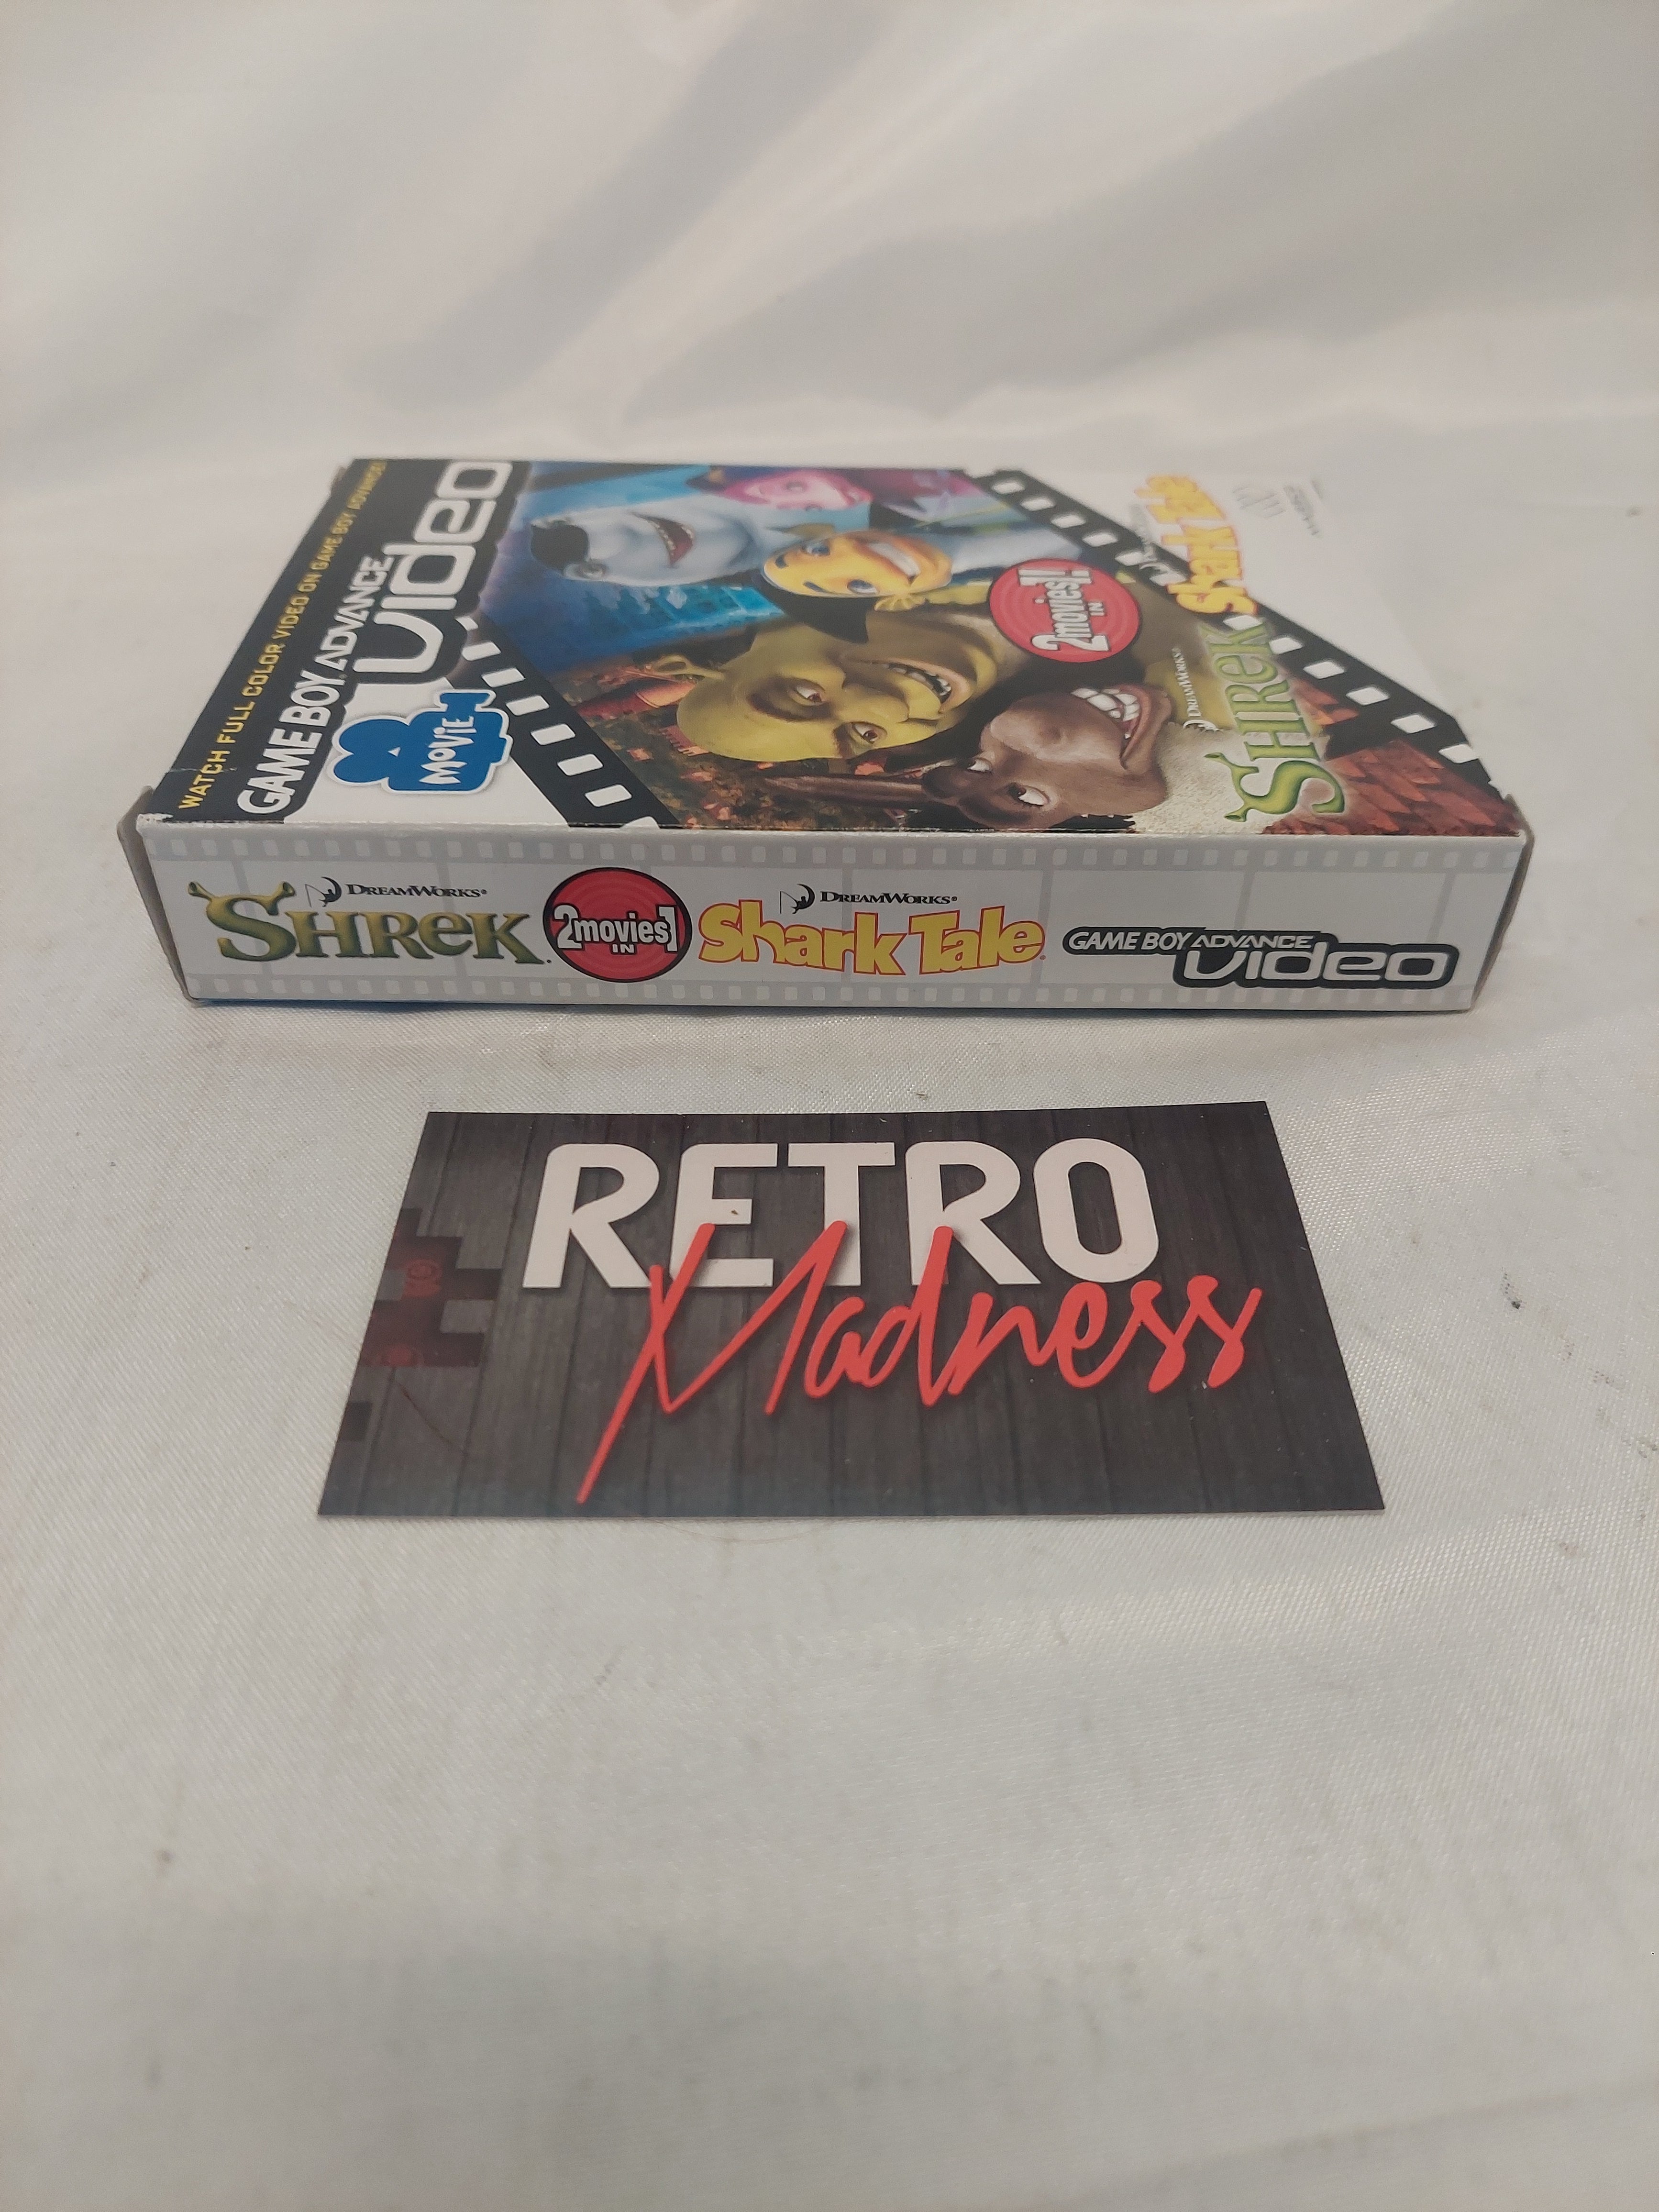 WATCH FULL COLOR VIDEO ON GAME BOY ADVANCE!
GAME BOY ADVANCE
video
MOVIE
2 movies IN 1!
Shark Tale
DREAMWORKS
SHREK
DREAMWORKS®
SHREK
2 movies IN 1
DREAMWORKS®
Shark Tale
GAME BOY ADVANCE
video
RETRO
Madness